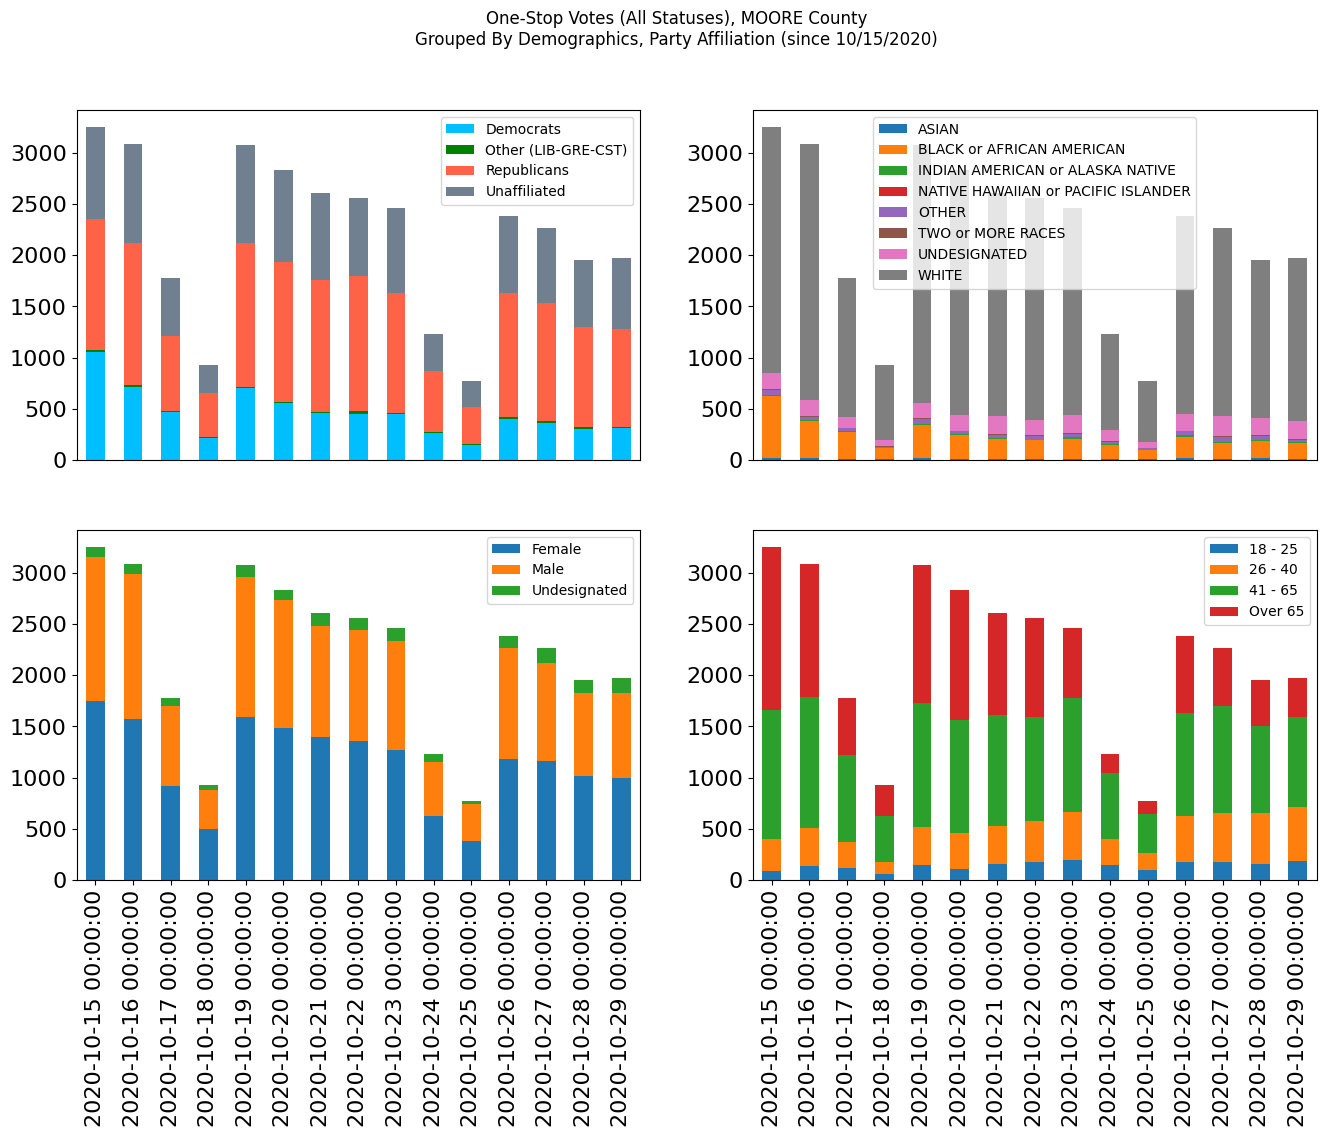 One-Stop Votes (All Statuses), MOORE County
Grouped By Demographics, Party Affiliation (since 10/15/2020)
3000
2500
2000
1500
1000
500
0
Democrats
Other (LIB-GRE-CST)
Republicans
Unaffiliated
3000
2500
2000
1500
1000
500
0
ASIAN
BLACK or AFRICAN AMERICAN
INDIAN AMERICAN or ALASKA NATIVE
NATIVE HAWAIIAN or PACIFIC ISLANDER
OTHER
TWO or MORE RACES
UNDESIGNATED
WHITE
3000
2500
2000
1500
1000
500
0
Female
Male
Undesignated
2020-10-15 00:00:00
2020-10-16 00:00:00
2020-10-17 00:00:00
2020-10-18 00:00:00
2020-10-19 00:00:00
2020-10-20 00:00:00
2020-10-21 00:00:00
2020-10-22 00:00:00
2020-10-23 00:00:00
2020-10-24 00:00:00
2020-10-25 00:00:00
2020-10-26 00:00:00
2020-10-27 00:00:00
2020-10-28 00:00:00
2020-10-29 00:00:00
3000
2500
2000
1500
1000
500
0
18 - 25
26 - 40
41 - 65
Over 65
2020-10-15 00:00:00
2020-10-16 00:00:00
2020-10-17 00:00:00
2020-10-18 00:00:00
2020-10-19 00:00:00
2020-10-20 00:00:00
2020-10-21 00:00:00
2020-10-22 00:00:00
2020-10-23 00:00:00
2020-10-24 00:00:00
2020-10-25 00:00:00
2020-10-26 00:00:00
2020-10-27 00:00:00
2020-10-28 00:00:00
2020-10-29 00:00:00